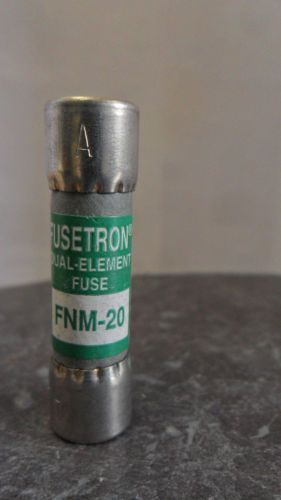 A
FUSETRON®
DUAL-ELEMENT
FUSE
FNM-20